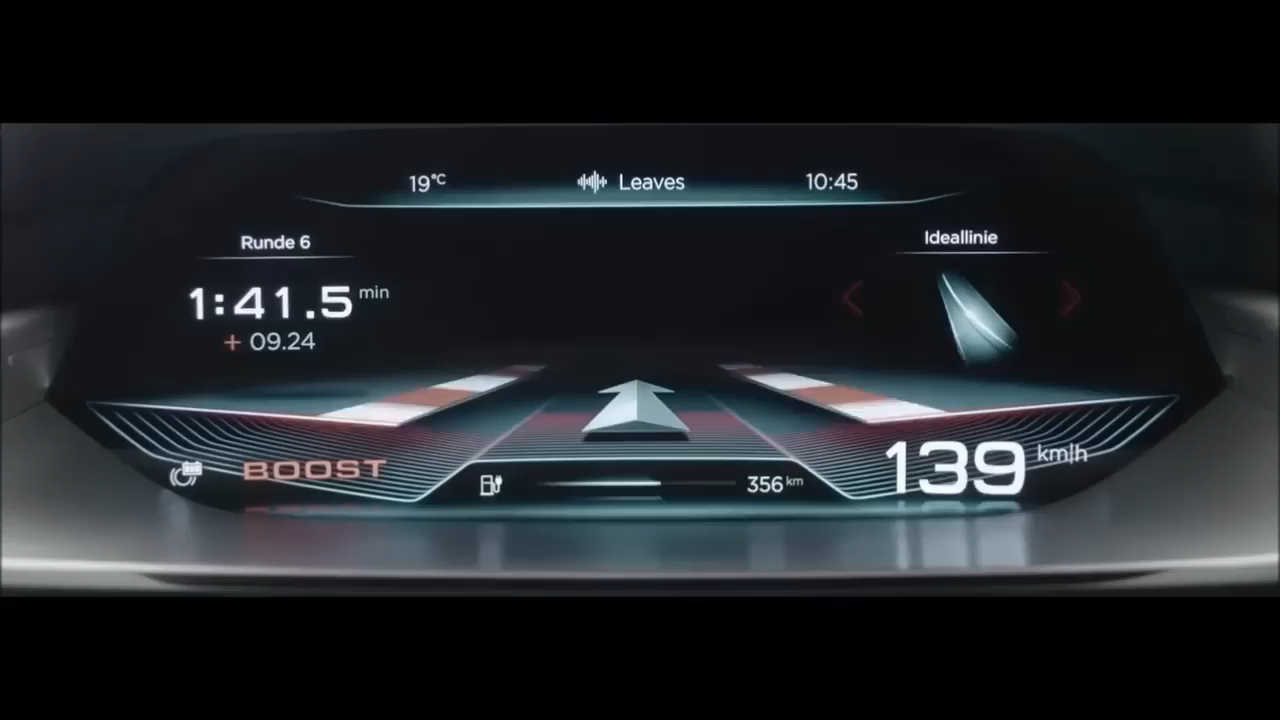 19°C
Leaves
10:45
Runde 6
Ideallinie
1:41.5 min
+ 09.24
BOOST
356 km
139 km|h